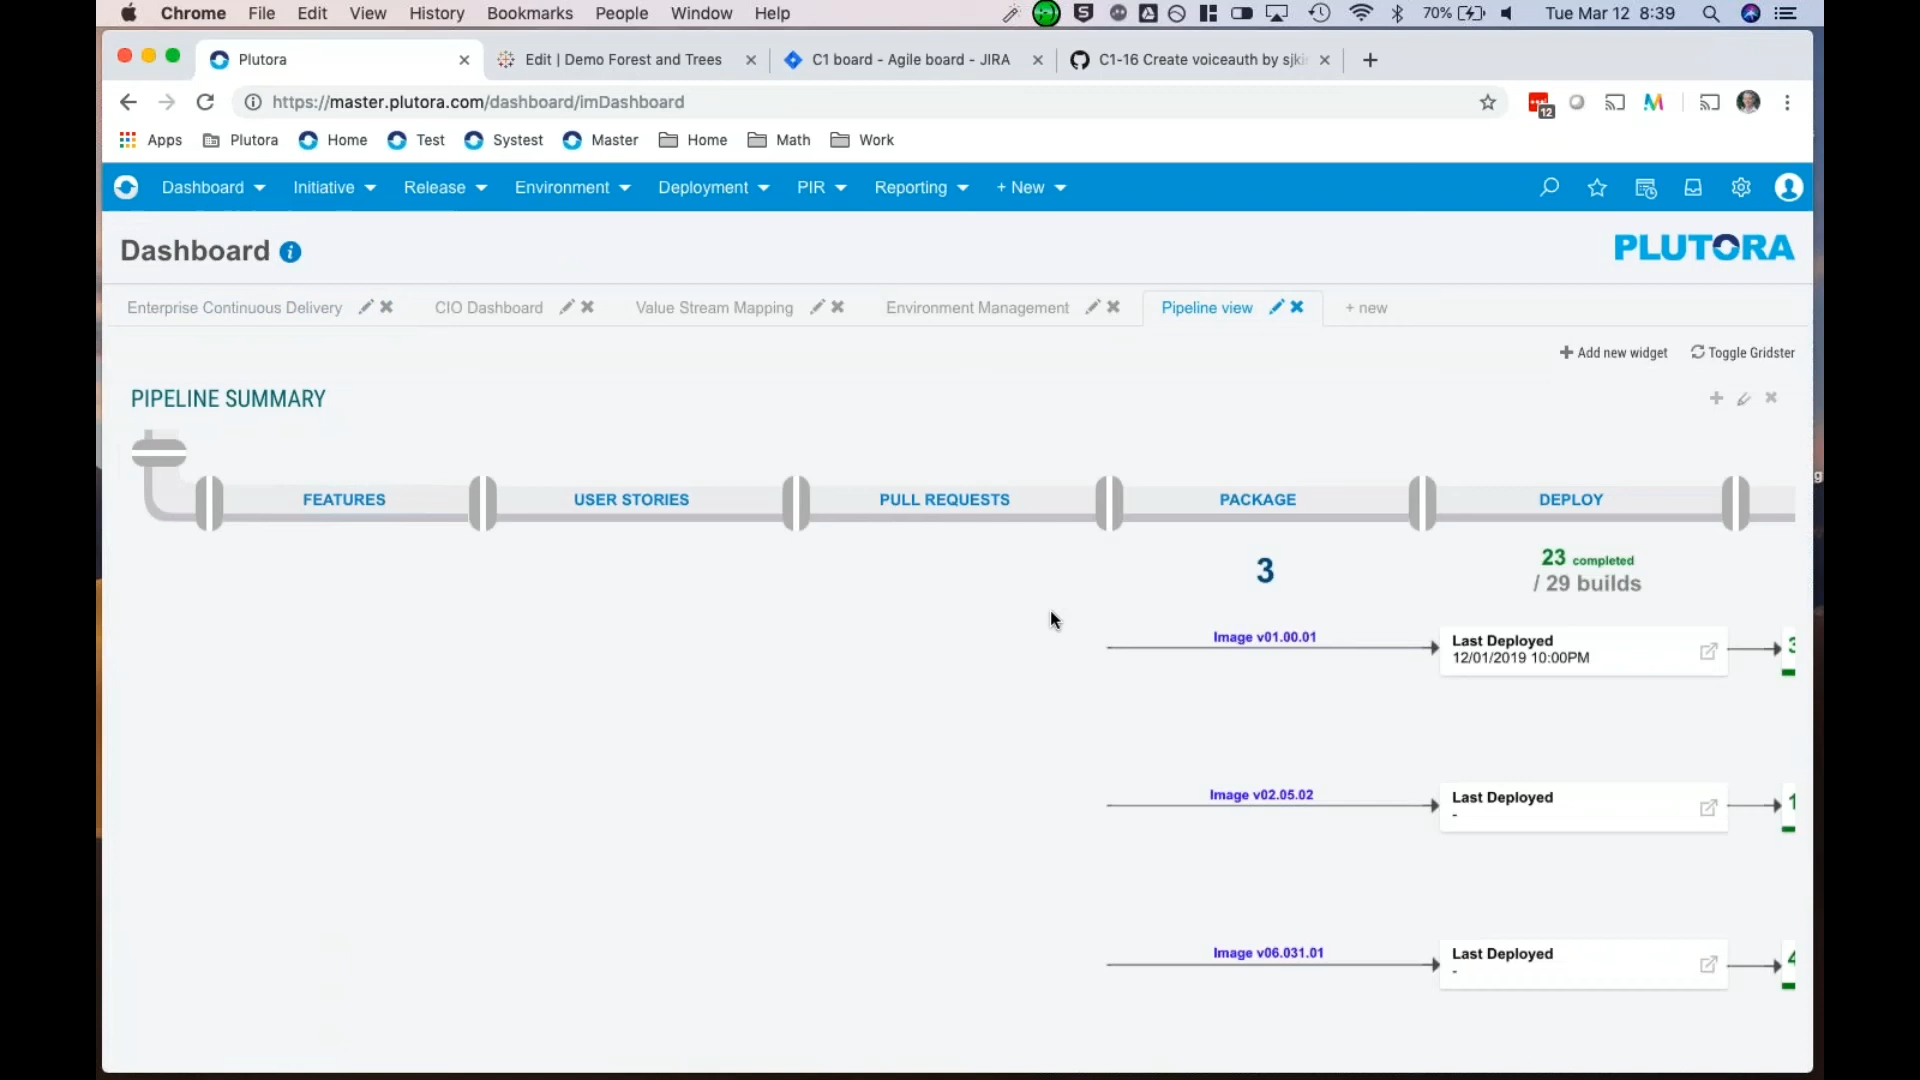 Chrome File Edit View History Bookmarks People Window Help 70% Tue Mar 12 8:39
Plutora Edit | Demo Forest and Trees C1 board - Agile board - JIRA C1-16 Create voiceauth by sjki
https://master.plutora.com/dashboard/imDashboard 12
Apps Plutora Home Test Systest Master Home Math Work
Dashboard Initiative Release Environment Deployment PIR Reporting + New
Dashboard i PLUTORA
Enterprise Continuous Delivery CIO Dashboard Value Stream Mapping Environment Management Pipeline view + new
Add new widget Toggle Gridster
PIPELINE SUMMARY
FEATURES USER STORIES PULL REQUESTS PACKAGE DEPLOY
3
23 completed
/ 29 builds
Image v01.00.01
Last Deployed
12/01/2019 10:00PM
3
Image v02.05.02
Last Deployed
-
1
Image v06.031.01
Last Deployed
-
4